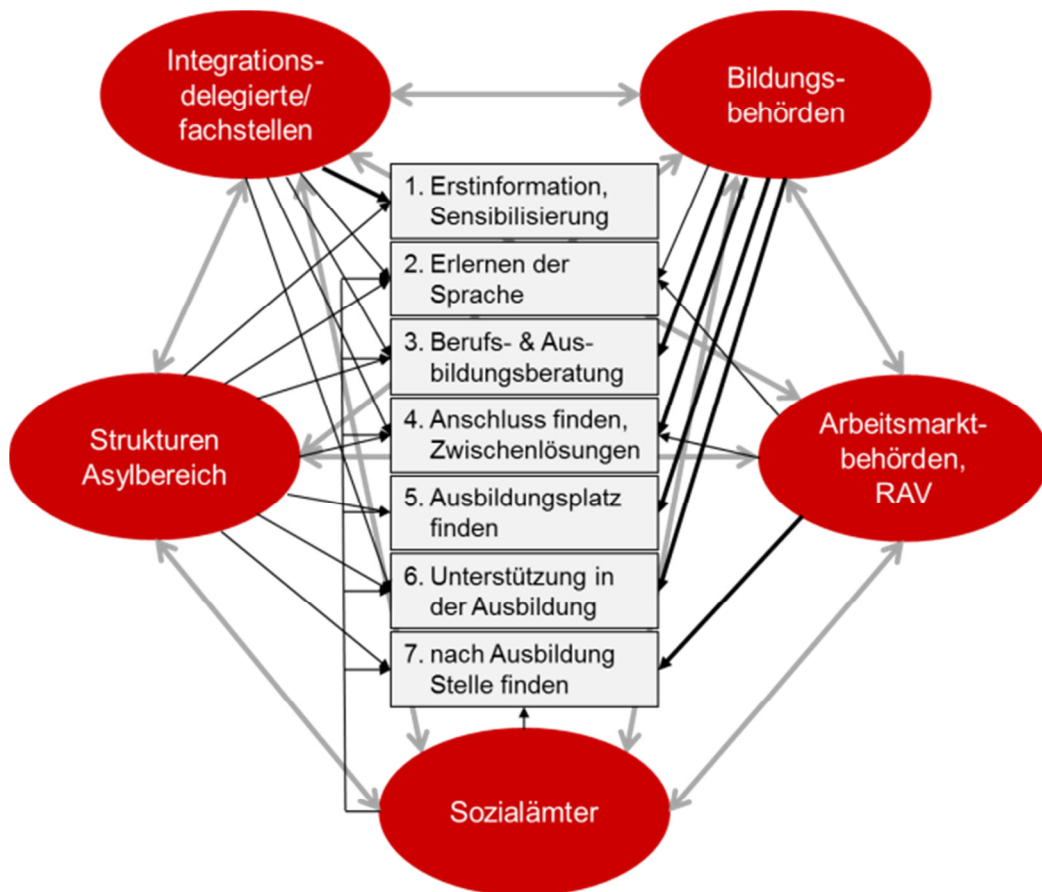 Integrations-
delegierte/
fachstellen
Bildungs-
behörden
1. Erstinformation,
Sensibilisierung
2. Erlernen der
Sprache
3. Berufs- & Aus-
bildungsberatung
4. Anschluss finden,
Zwischenlösungen
5. Ausbildungsplatz
finden
6. Unterstützung in
der Ausbildung
7. nach Ausbildung
Stelle finden
Strukturen
Asylbereich
Arbeitsmarkt-
behörden,
RAV
Sozialämter